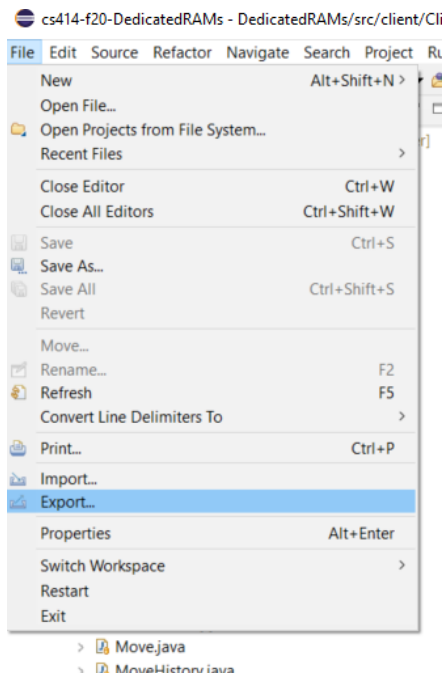 cs414-f20-DedicatedRAMs - DedicatedRAMs/src/client/Cli
File Edit Source Refactor Navigate Search Project Ru
New Alt+Shift+N >
Open File...
Open Projects from File System...
Recent Files >
Close Editor Ctrl+W
Close All Editors Ctrl+Shift+W
Save Ctrl+S
Save As...
Save All Ctrl+Shift+S
Revert
Move...
Rename... F2
Refresh F5
Convert Line Delimiters To >
Print... Ctrl+P
Import...
Export...
Properties Alt+Enter
Switch Workspace >
Restart
Exit
> Move.java
> MoveHistory.java